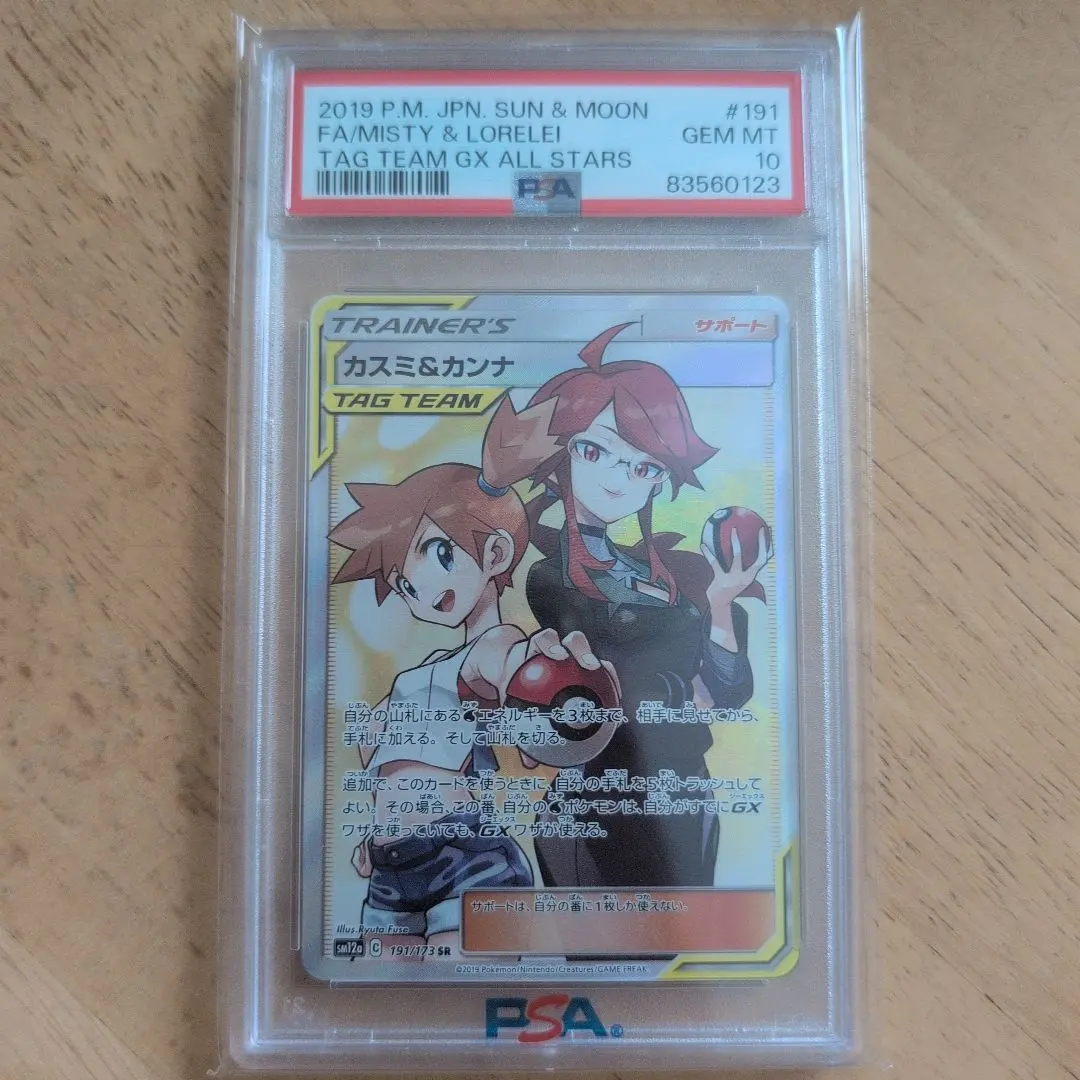 2019 P.M. JPN. SUN & MOON #191
FA/MISTY & LORELEI GEM MT
TAG TEAM GX ALL STARS 10
PSA 83560123
TRAINER'S サポート
カスミ&カンナ
TAG TEAM
自分の山札にあるエネルギーを3枚まで、相手に見せてから、
手札に加える。そして山札を切る。
追加で、このカードを使うときに、自分の手札を5枚トラッシュして
よい。その場合、この番、自分のポケモンは、自分がすでにGX
ワザを使っていても、GXワザが使える。
サポートは、自分の番に1枚しか使えない。
Illus. Ryuta Fuse
SM12a C 191/173 SR
©2019 Pokémon/Nintendo/Creatures/GAME FREAK
PSA®